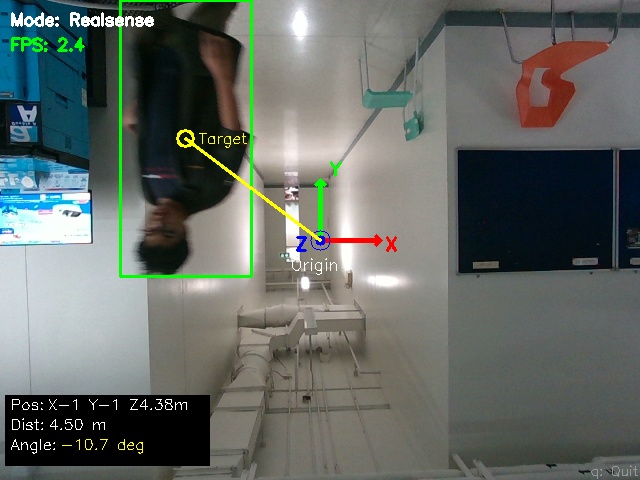 Mode: Realsense
FPS: 2.4
Target
Y
Z
X
Origin
Pos: X-1 Y-1 Z4.38m
Dist: 4.50 m
Angle: -10.7 deg
q: Quit